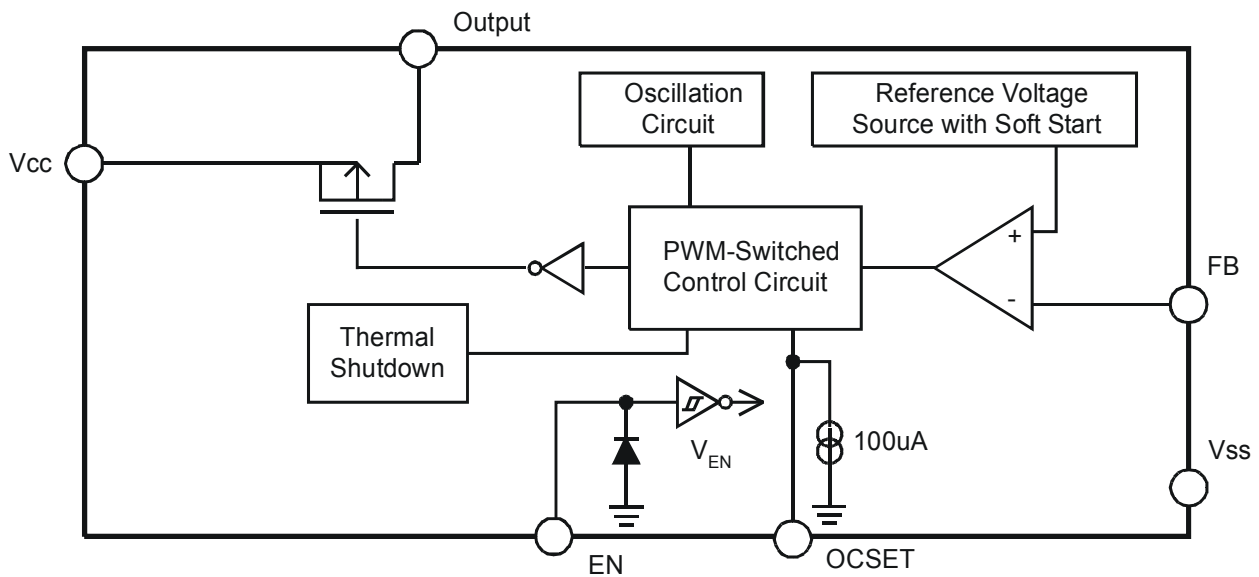 Output
Oscillation
Circuit
Reference Voltage
Source with Soft Start
Vcc
+
PWM-Switched
Control Circuit
FB
-
Thermal
Shutdown
VEN
100uA
Vss
EN
OCSET